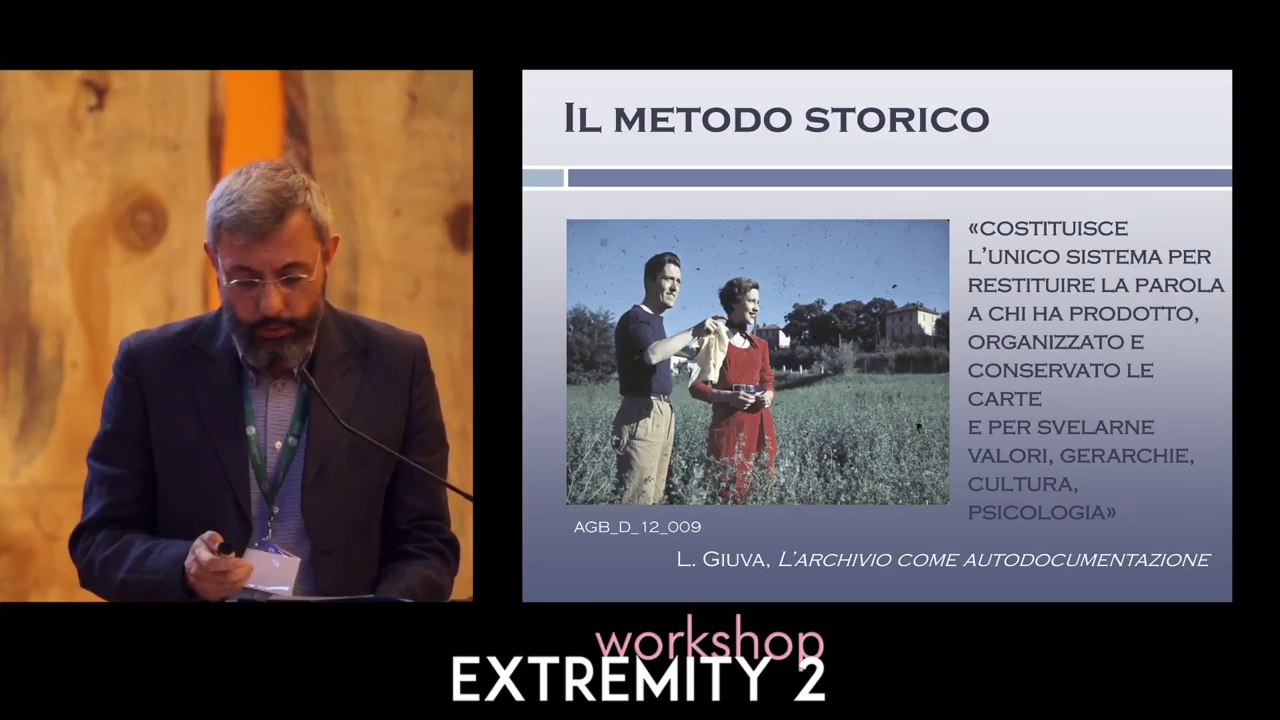 IL METODO STORICO
«COSTITUISCE
L'UNICO SISTEMA PER
RESTITUIRE LA PAROLA
A CHI HA PRODOTTO,
ORGANIZZATO E
CONSERVATO LE
CARTE
E PER SVELARNE
VALORI, GERARCHIE,
CULTURA,
PSICOLOGIA»
AGB_D_12_009
L. GIUVA, L'ARCHIVIO COME AUTODOCUMENTAZIONE
workshop
EXTREMITY 2